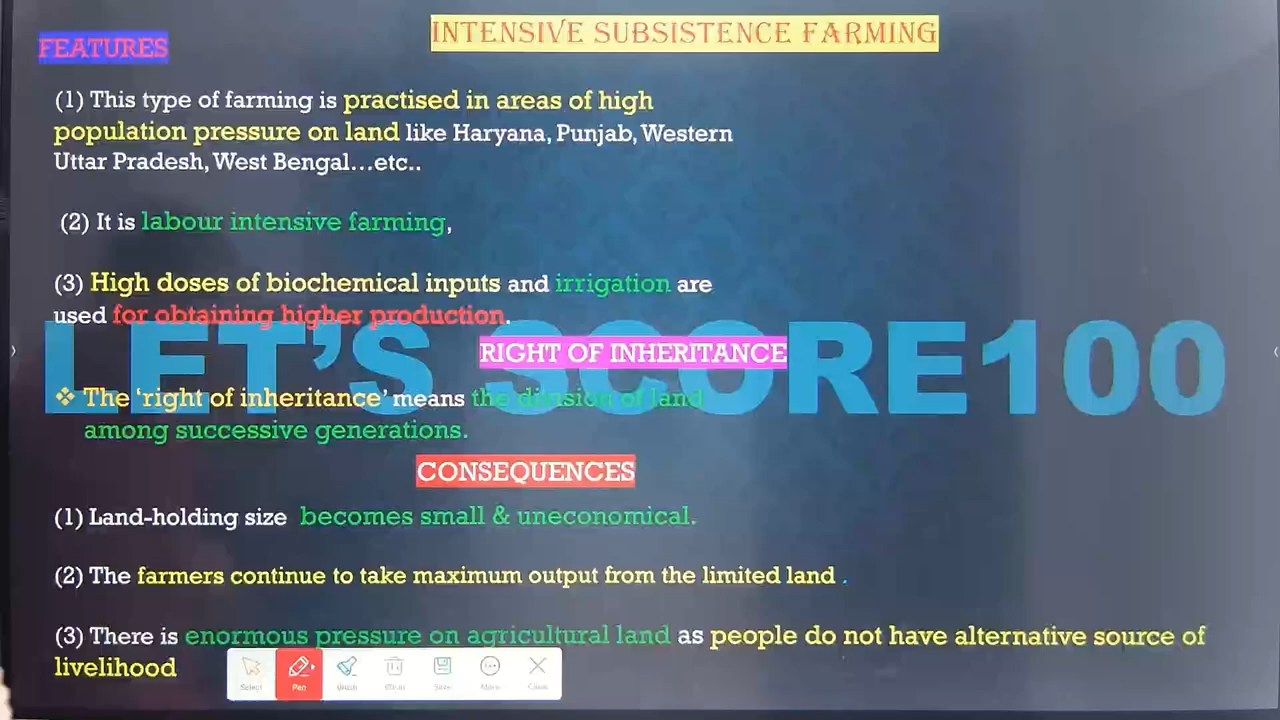 INTENSIVE SUBSISTENCE FARMING
FEATURES
(1) This type of farming is practised in areas of high
population pressure on land like Haryana, Punjab, Western
Uttar Pradesh, West Bengal...etc..
(2) It is labour intensive farming,
(3) High doses of biochemical inputs and irrigation are
used for obtaining higher production.
LET'S SCORE100
RIGHT OF INHERITANCE
❖ The 'right of inheritance' means the division of land
among successive generations.
CONSEQUENCES
(1) Land-holding size becomes small & uneconomical.
(2) The farmers continue to take maximum output from the limited land .
(3) There is enormous pressure on agricultural land as people do not have alternative source of
livelihood
Select Pen Brush Save More Close